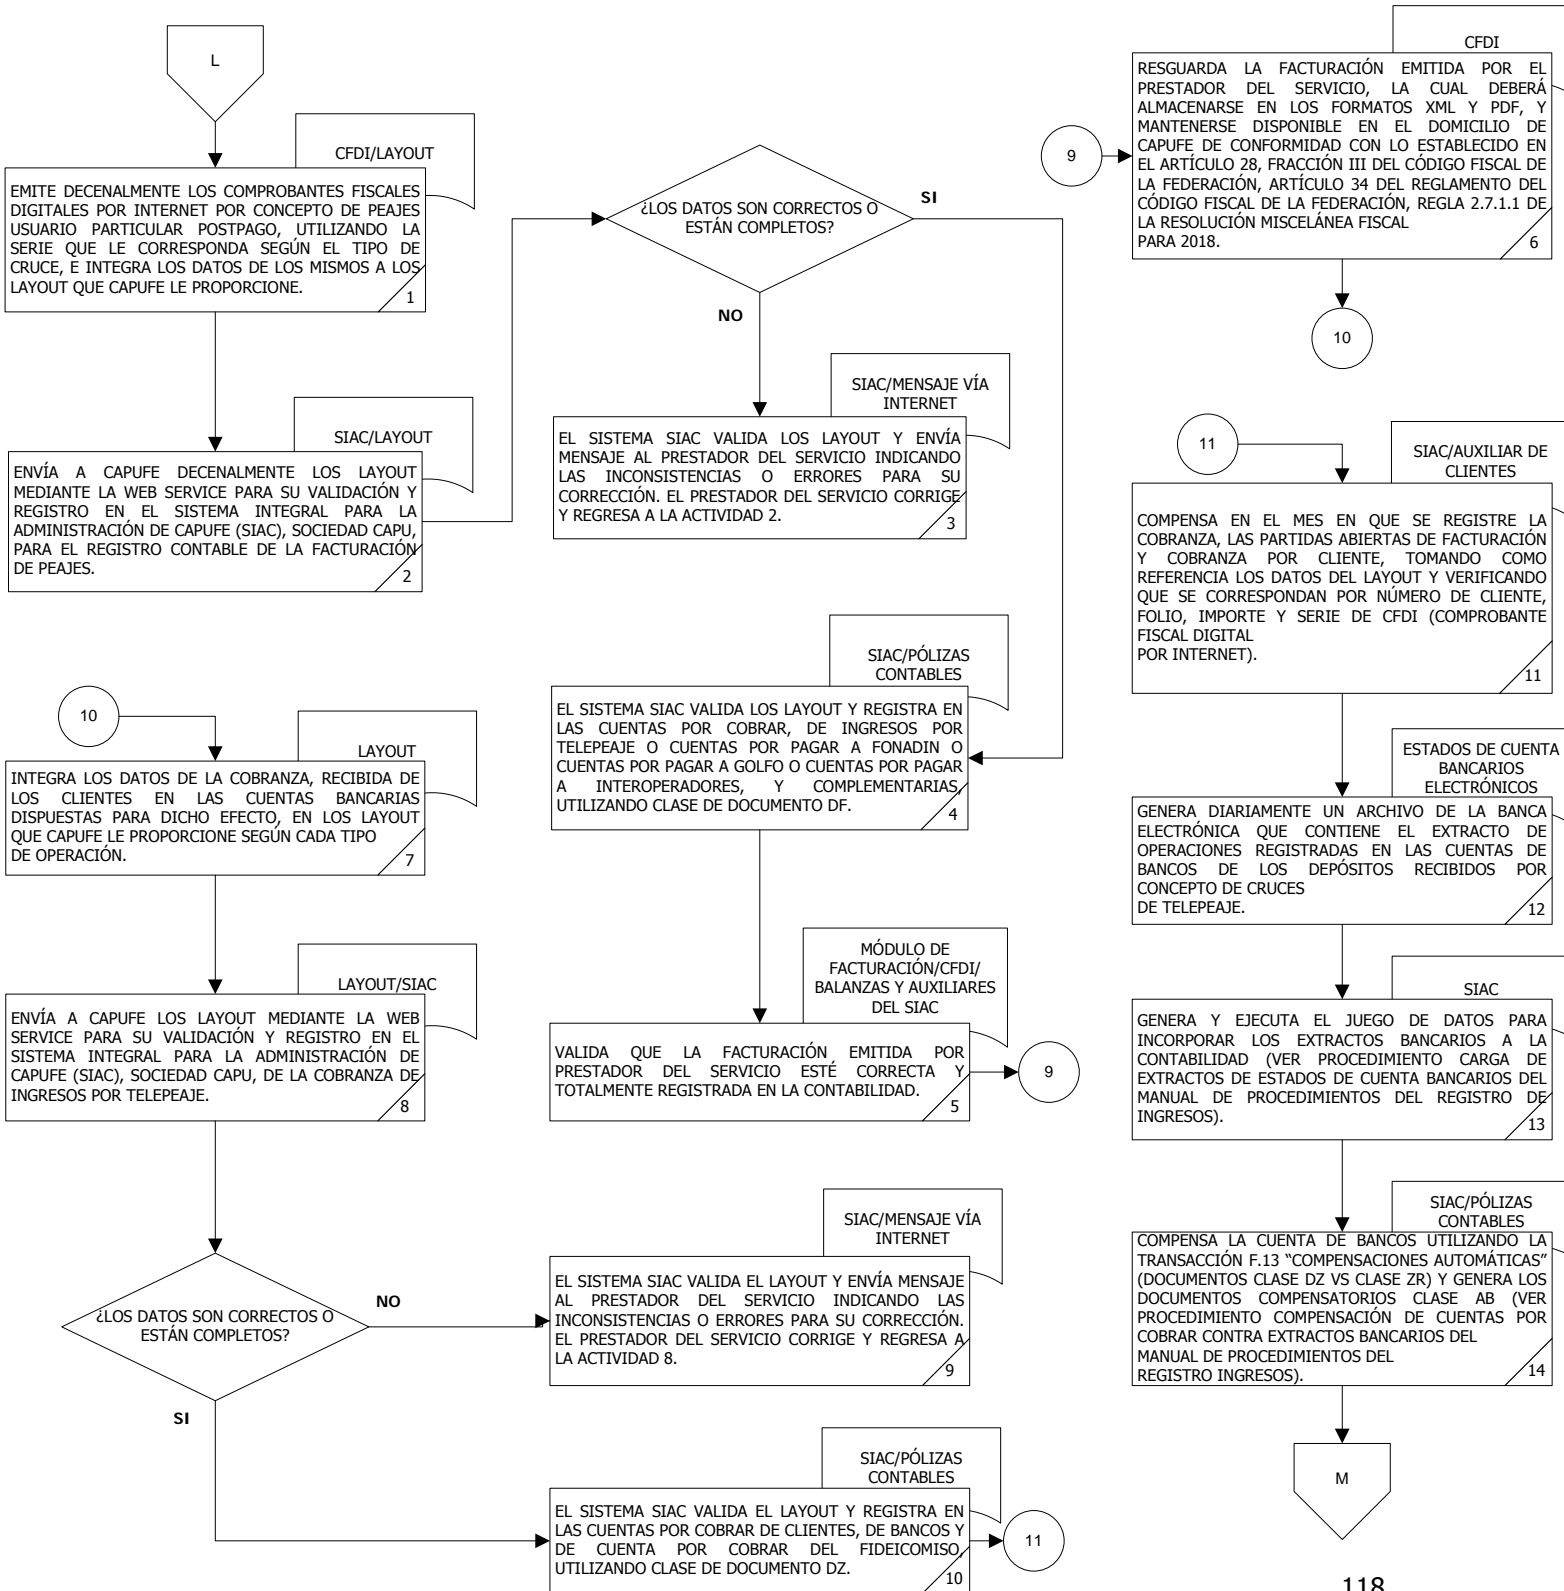 L
CFDI/LAYOUT
EMITE DECENALMENTE LOS COMPROBANTES FISCALES
DIGITALES POR INTERNET POR CONCEPTO DE PEAJES
USUARIO PARTICULAR POSTPAGO, UTILIZANDO LA
SERIE QUE LE CORRESPONDA SEGÚN EL TIPO DE
CRUCE, E INTEGRA LOS DATOS DE LOS MISMOS A LOS
LAYOUT QUE CAPUFE LE PROPORCIONE.
1
SIAC/LAYOUT
ENVÍA A CAPUFE DECENALMENTE LOS LAYOUT
MEDIANTE LA WEB SERVICE PARA SU VALIDACIÓN Y
REGISTRO EN EL SISTEMA INTEGRAL PARA LA
ADMINISTRACIÓN DE CAPUFE (SIAC), SOCIEDAD CAPU,
PARA EL REGISTRO CONTABLE DE LA FACTURACIÓN
DE PEAJES.
2
¿LOS DATOS SON CORRECTOS O
ESTÁN COMPLETOS?
SI
NO
SIAC/MENSAJE VÍA
INTERNET
EL SISTEMA SIAC VALIDA LOS LAYOUT Y ENVÍA
MENSAJE AL PRESTADOR DEL SERVICIO INDICANDO
LAS INCONSISTENCIAS O ERRORES PARA SU
CORRECCIÓN. EL PRESTADOR DEL SERVICIO CORRIGE
Y REGRESA A LA ACTIVIDAD 2.
3
SIAC/PÓLIZAS
CONTABLES
EL SISTEMA SIAC VALIDA LOS LAYOUT Y REGISTRA EN
LAS CUENTAS POR COBRAR, DE INGRESOS POR
TELEPEAJE O CUENTAS POR PAGAR A FONADIN O
CUENTAS POR PAGAR A GOLFO O CUENTAS POR PAGAR
A INTEROPERADORES, Y COMPLEMENTARIAS,
UTILIZANDO CLASE DE DOCUMENTO DF.
4
MÓDULO DE
FACTURACIÓN/CFDI/
BALANZAS Y AUXILIARES
DEL SIAC
VALIDA QUE LA FACTURACIÓN EMITIDA POR
PRESTADOR DEL SERVICIO ESTÉ CORRECTA Y
TOTALMENTE REGISTRADA EN LA CONTABILIDAD.
5
9
9
CFDI
RESGUARDA LA FACTURACIÓN EMITIDA POR EL
PRESTADOR DEL SERVICIO, LA CUAL DEBERÁ
ALMACENARSE EN LOS FORMATOS XML Y PDF, Y
MANTENERSE DISPONIBLE EN EL DOMICILIO DE
CAPUFE DE CONFORMIDAD CON LO ESTABLECIDO EN
EL ARTÍCULO 28, FRACCIÓN III DEL CÓDIGO FISCAL DE
LA FEDERACIÓN, ARTÍCULO 34 DEL REGLAMENTO DEL
CÓDIGO FISCAL DE LA FEDERACIÓN, REGLA 2.7.1.1 DE
LA RESOLUCIÓN MISCELÁNEA FISCAL
PARA 2018.
6
10
10
LAYOUT
INTEGRA LOS DATOS DE LA COBRANZA, RECIBIDA DE
LOS CLIENTES EN LAS CUENTAS BANCARIAS
DISPUESTAS PARA DICHO EFECTO, EN LOS LAYOUT
QUE CAPUFE LE PROPORCIONE SEGÚN CADA TIPO
DE OPERACIÓN.
7
LAYOUT/SIAC
ENVÍA A CAPUFE LOS LAYOUT MEDIANTE LA WEB
SERVICE PARA SU VALIDACIÓN Y REGISTRO EN EL
SISTEMA INTEGRAL PARA LA ADMINISTRACIÓN DE
CAPUFE (SIAC), SOCIEDAD CAPU, DE LA COBRANZA DE
INGRESOS POR TELEPEAJE.
8
¿LOS DATOS SON CORRECTOS O
ESTÁN COMPLETOS?
NO
SI
SIAC/MENSAJE VÍA
INTERNET
EL SISTEMA SIAC VALIDA EL LAYOUT Y ENVÍA MENSAJE
AL PRESTADOR DEL SERVICIO INDICANDO LAS
INCONSISTENCIAS O ERRORES PARA SU CORRECCIÓN.
EL PRESTADOR DEL SERVICIO CORRIGE Y REGRESA A
LA ACTIVIDAD 8.
9
SIAC/PÓLIZAS
CONTABLES
EL SISTEMA SIAC VALIDA EL LAYOUT Y REGISTRA EN
LAS CUENTAS POR COBRAR DE CLIENTES, DE BANCOS Y
DE CUENTA POR COBRAR DEL FIDEICOMISO,
UTILIZANDO CLASE DE DOCUMENTO DZ.
10
11
11
SIAC/AUXILIAR DE
CLIENTES
COMPENSA EN EL MES EN QUE SE REGISTRE LA
COBRANZA, LAS PARTIDAS ABIERTAS DE FACTURACIÓN
Y COBRANZA POR CLIENTE, TOMANDO COMO
REFERENCIA LOS DATOS DEL LAYOUT Y VERIFICANDO
QUE SE CORRESPONDAN POR NÚMERO DE CLIENTE,
FOLIO, IMPORTE Y SERIE DE CFDI (COMPROBANTE
FISCAL DIGITAL
POR INTERNET).
11
ESTADOS DE CUENTA
BANCARIOS
ELECTRÓNICOS
GENERA DIARIAMENTE UN ARCHIVO DE LA BANCA
ELECTRÓNICA QUE CONTIENE EL EXTRACTO DE
OPERACIONES REGISTRADAS EN LAS CUENTAS DE
BANCOS DE LOS DEPÓSITOS RECIBIDOS POR
CONCEPTO DE CRUCES
DE TELEPEAJE.
12
SIAC
GENERA Y EJECUTA EL JUEGO DE DATOS PARA
INCORPORAR LOS EXTRACTOS BANCARIOS A LA
CONTABILIDAD (VER PROCEDIMIENTO CARGA DE
EXTRACTOS DE ESTADOS DE CUENTA BANCARIOS DEL
MANUAL DE PROCEDIMIENTOS DEL REGISTRO DE
INGRESOS).
13
SIAC/PÓLIZAS
CONTABLES
COMPENSA LA CUENTA DE BANCOS UTILIZANDO LA
TRANSACCIÓN F.13 “COMPENSACIONES AUTOMÁTICAS”
(DOCUMENTOS CLASE DZ VS CLASE ZR) Y GENERA LOS
DOCUMENTOS COMPENSATORIOS CLASE AB (VER
PROCEDIMIENTO COMPENSACIÓN DE CUENTAS POR
COBRAR CONTRA EXTRACTOS BANCARIOS DEL
MANUAL DE PROCEDIMIENTOS DEL
REGISTRO INGRESOS).
14
M
118